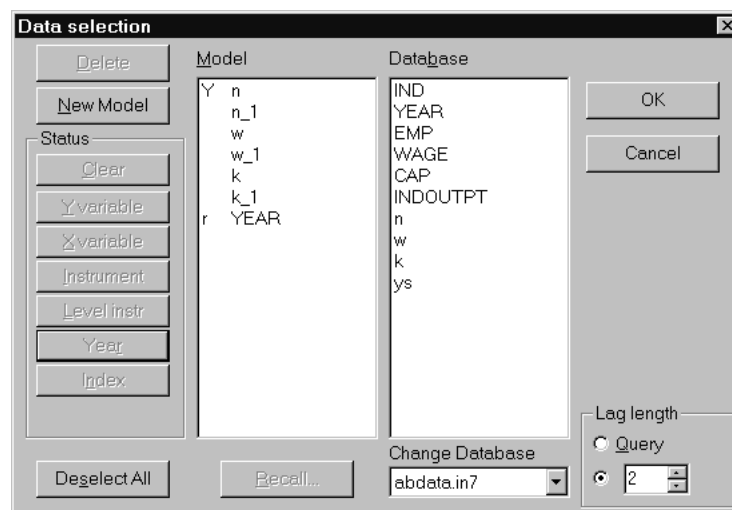 Data selection
Delete
New Model
Status
Clear
Y variable
X variable
Instrument
Level instr
Year
Index
Deselect All
Model
Y n
n_1
w
w_1
k
k_1
r YEAR
Recall...
Database
IND
YEAR
EMP
WAGE
CAP
INDOUTPT
n
w
k
ys
Change Database
abdata.in7
OK
Cancel
Lag length
Query
2